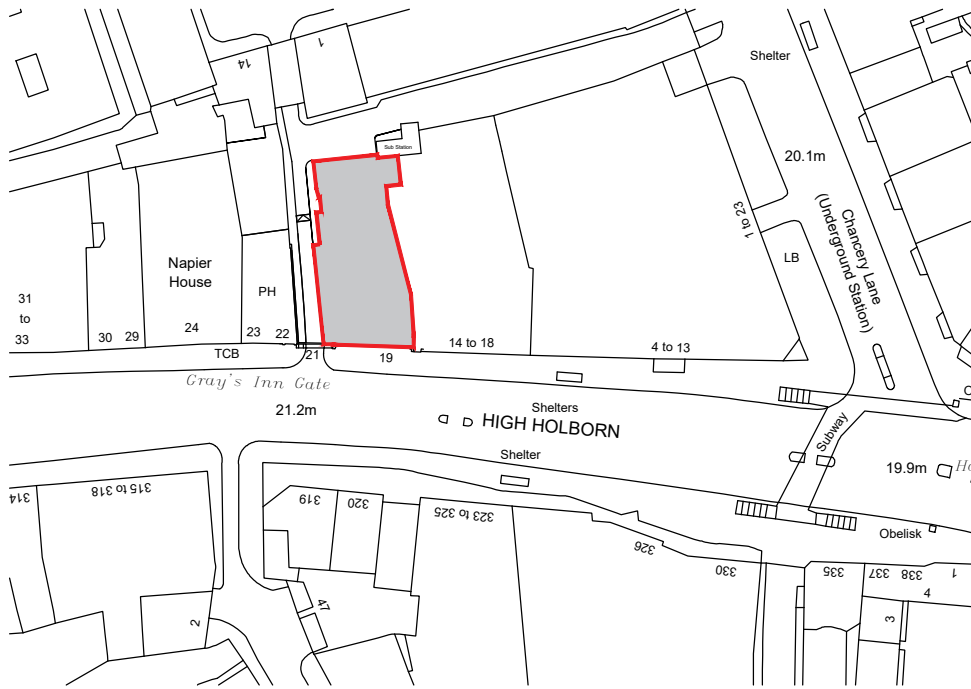 14
1
Shelter
Sub Station
20.1m
1 to 23
Chancery Lane
(Underground Station)
LB
Napier
House
PH
31
to
33
30
29
24
23
22
TCB
21
19
14 to 18
4 to 13
Gray's Inn Gate
21.2m
Shelters
HIGH HOLBORN
Shelter
Subway
19.9m
314
315 to 318
319
320
323 to 325
326
330
Obelisk
335
337
338
1
4
3
2
47